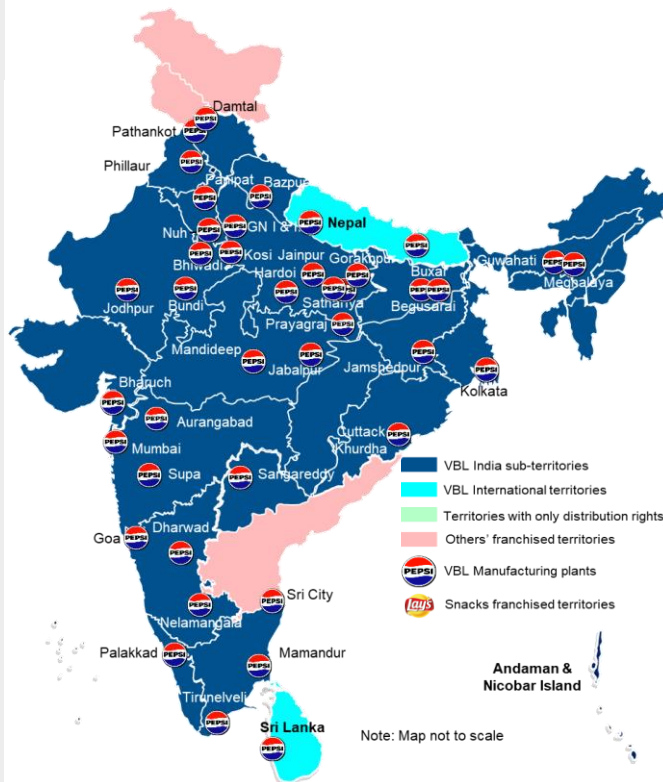 Damtal
Pathankot
Phillaur
Panipat
Bazpur
Nepal
Nuh
GN I &
Bhiwadi
Kosi
Jainpur
Gorakhpur
Hardoi
Buxar
Guwahati
Meghalaya
Jodhpur
Bundi
Sathariya
Begusarai
Prayagraj
Mandideep
Jabalpur
Jamshedpur
Kolkata
Bharuch
Aurangabad
Mumbai
Cuttack
Khurdha
Supa
Sangareddy
Goa
Dharwad
Sri City
Nelamangala
Palakkad
Mamandur
Tirunelveli
Sri Lanka
Andaman &
Nicobar Island
VBL India sub-territories
VBL International territories
Territories with only distribution rights
Others' franchised territories
PEPSI
VBL Manufacturing plants
Lay's
Snacks franchised territories
Note: Map not to scale